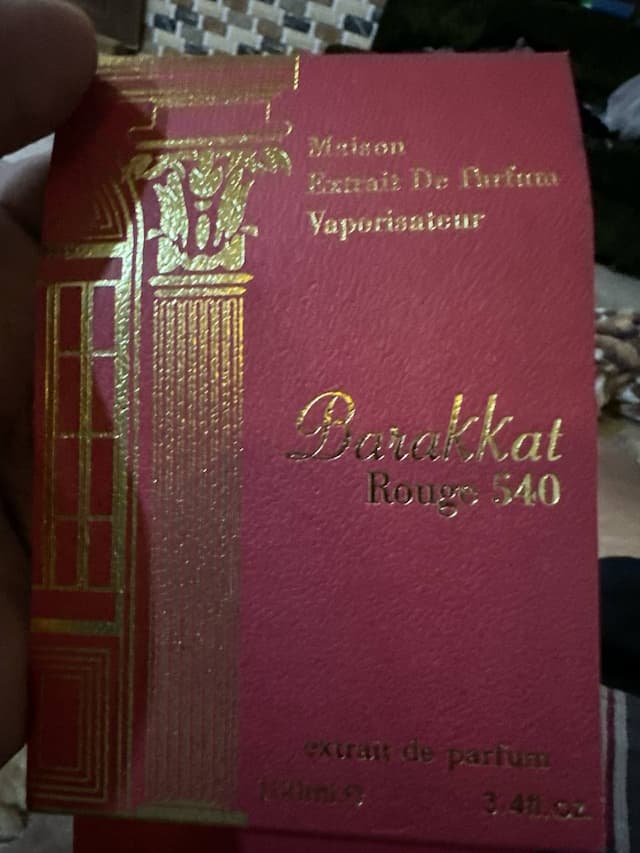 Maison
Extrait De Parfum
Vaporisateur
Barakkat
Rouge 540
extrait de parfum
100ml e 3.4fl.oz.